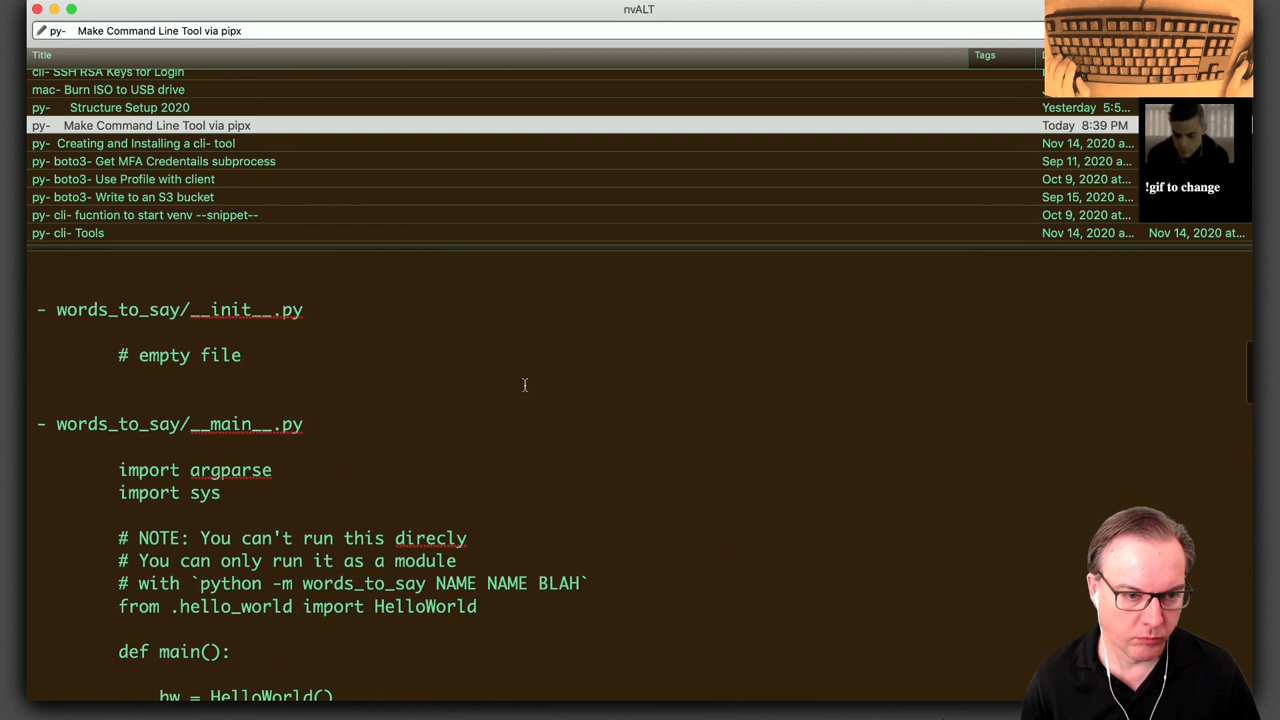 nvALT
py-    Make Command Line Tool via pipx
Title Tags
cli- SSH RSA Keys for Login
mac- Burn ISO to USB drive
py-     Structure Setup 2020 Yesterday 5:5...
py-    Make Command Line Tool via pipx Today 8:39 PM
py-  Creating and Installing a cli- tool Nov 14, 2020 a...
py- boto3- Get MFA Credentails subprocess Sep 11, 2020 a...
py- boto3- Use Profile with client Oct 9, 2020 at...
py- boto3- Write to an S3 bucket Sep 15, 2020 a...
py- cli- fucntion to start venv --snippet-- Oct 9, 2020 at...
py- cli- Tools Nov 14, 2020 a... Nov 14, 2020 at...
!gif to change
- words_to_say/__init__.py
# empty file
- words_to_say/__main__.py
import argparse
import sys
# NOTE: You can't run this direcly
# You can only run it as a module
# with `python -m words_to_say NAME NAME BLAH`
from .hello_world import HelloWorld
def main():
hw = HelloWorld()